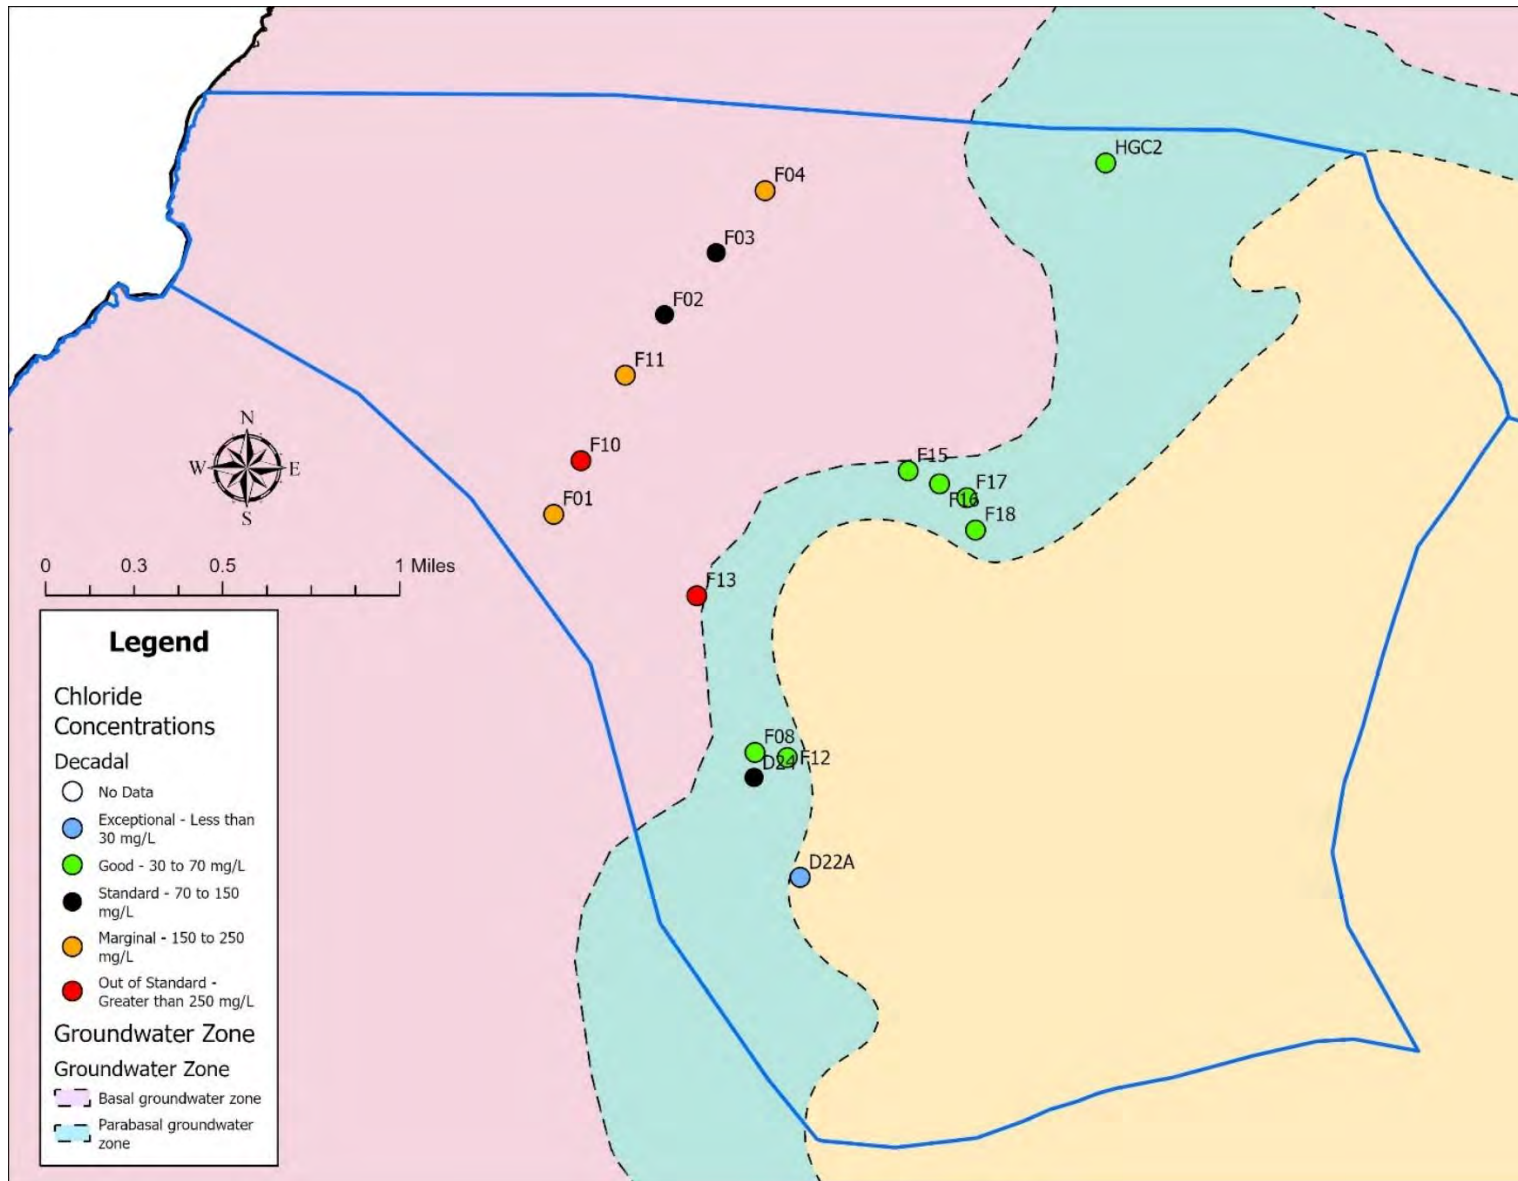 HGC2
F04
F03
F02
F11
F10
F01
N
W E
S
F15
F17
F16
F18
F13
0 0.3 0.5 1 Miles
F08
F12
D24
D22A
Legend
Chloride
Concentrations
Decadal
No Data
Exceptional - Less than
30 mg/L
Good - 30 to 70 mg/L
Standard - 70 to 150
mg/L
Marginal - 150 to 250
mg/L
Out of Standard -
Greater than 250 mg/L
Groundwater Zone
Groundwater Zone
Basal groundwater zone
Parabasal groundwater
zone